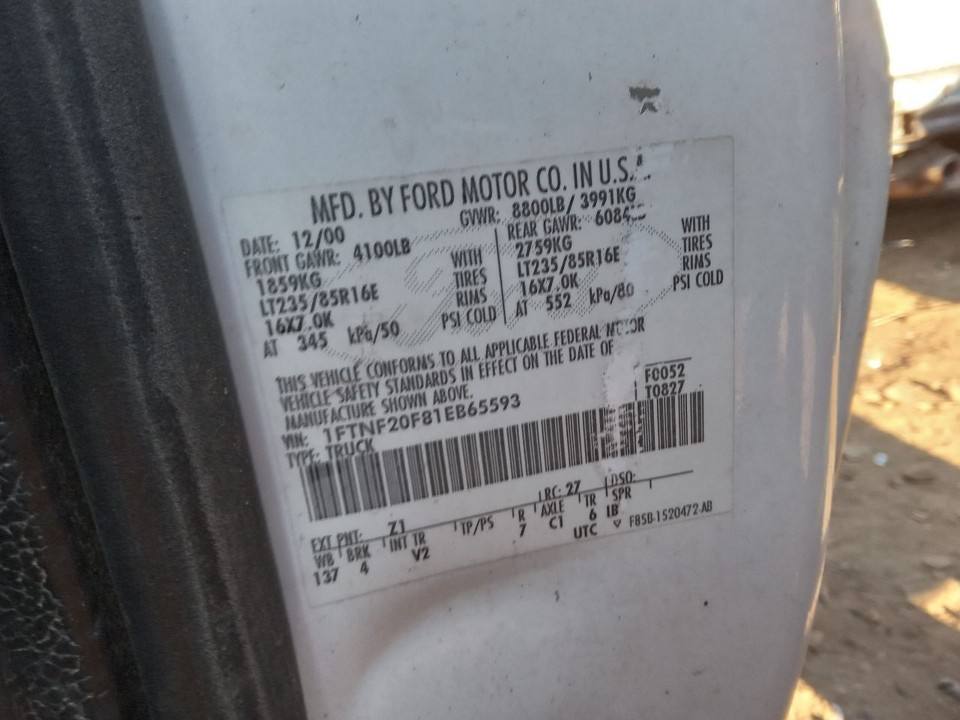 MFD. BY FORD MOTOR CO. IN U.S.A.
DATE: 12/00 GVWR: 8800LB/ 3991KG
FRONT GAWR: 4100LB REAR GAWR:
1859KG WITH 2759KG WITH
LT235/85R16E TIRES LT235/85R16E TIRES
16X7.0K RIMS 16X7.0K RIMS
AT 345 kPa/50 PSI COLD AT 552 kPa/80 PSI COLD
THIS VEHICLE CONFORMS TO ALL APPLICABLE FEDERAL MOTOR
VEHICLE SAFETY STANDARDS IN EFFECT ON THE DATE OF
MANUFACTURE SHOWN ABOVE.
VIN: 1FTNF20F81EB65593 F0052
TYPE: TRUCK T0827
EXT PNT: Z1 RC: 27 DSO:
WB BRK INT TR TP/PS R AXLE TR SPR
137 4 V2 7 C1 6 LB
UTC F85B-1520472-AB